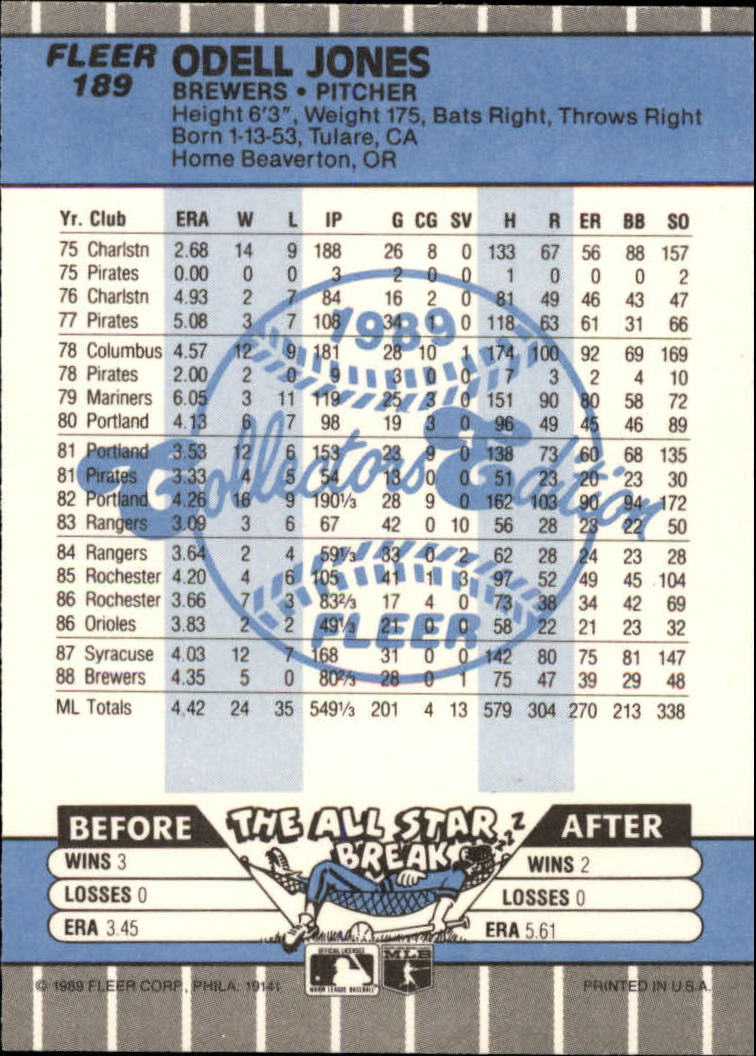 FLEER
189
ODELL JONES
BREWERS • PITCHER
Height 6'3", Weight 175, Bats Right, Throws Right
Born 1-13-53, Tulare, CA
Home Beaverton, OR
Yr. Club ERA W L IP G CG SV H R ER BB SO
75 Charlstn 2.68 14 9 188 26 8 0 133 67 56 88 157
75 Pirates 0.00 0 0 3 2 0 0 1 0 0 0 2
76 Charlstn 4.93 2 7 84 16 2 0 81 49 46 43 47
77 Pirates 5.08 3 7 108 34 1 0 118 63 61 31 66
78 Columbus 4.57 12 9 181 28 10 1 174 100 92 69 169
78 Pirates 2.00 2 0 9 3 0 0 7 3 2 4 10
79 Mariners 6.05 3 11 119 25 3 0 151 90 80 58 72
80 Portland 4.13 6 7 98 19 3 0 96 49 45 46 89
81 Portland 3.53 12 6 153 23 9 0 138 73 60 68 135
81 Pirates 3.33 4 5 54 13 0 0 51 23 20 23 30
82 Portland 4.26 16 9 190⅓ 28 9 0 162 103 90 94 172
83 Rangers 3.09 3 6 67 42 0 10 56 28 23 22 50
84 Rangers 3.64 2 4 59⅓ 33 0 2 62 28 24 23 28
85 Rochester 4.20 4 6 105 41 1 3 97 52 49 45 104
86 Rochester 3.66 7 3 83⅔ 17 4 0 73 38 34 42 69
86 Orioles 3.83 2 2 49⅓ 21 0 0 58 22 21 23 32
87 Syracuse 4.03 12 7 168 31 0 0 142 80 75 81 147
88 Brewers 4.35 5 0 80⅔ 28 0 1 75 47 39 29 48
ML Totals 4.42 24 35 549⅓ 201 4 13 579 304 270 213 338
1989
Collectors Edition
FLEER
BEFORE THE ALL STAR BREAK zzz AFTER
WINS 3 WINS 2
LOSSES 0 LOSSES 0
ERA 3.45 ERA 5.61
OFFICIAL LICENSEE
MAJOR LEAGUE BASEBALL
MLB
© 1989 FLEER CORP., PHILA. 19141 PRINTED IN U.S.A.